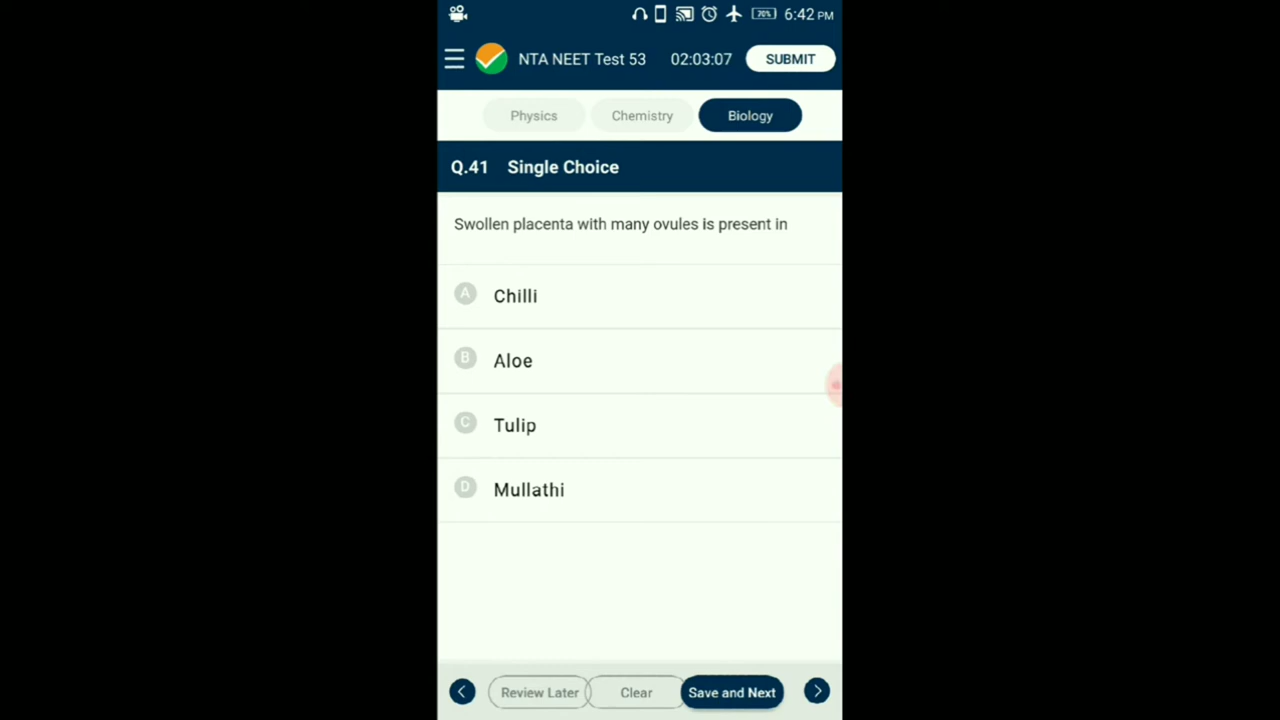 20% 6:42 PM
NTA NEET Test 53 02:03:07 SUBMIT
Physics Chemistry Biology
Q.41 Single Choice
Swollen placenta with many ovules is present in
A Chilli
B Aloe
C Tulip
D Mullathi
Review Later Clear Save and Next